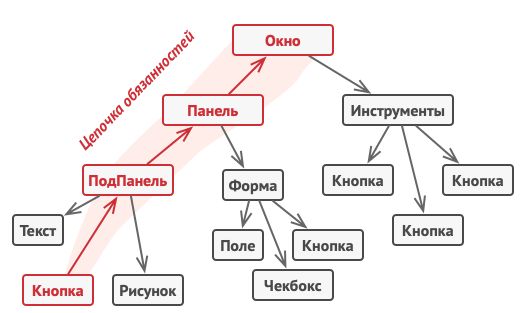 Окно
Цепочка обязанностей
Панель
Инструменты
ПодПанель
Форма
Кнопка
Кнопка
Текст
Поле
Кнопка
Кнопка
Кнопка
Рисунок
Чекбокс